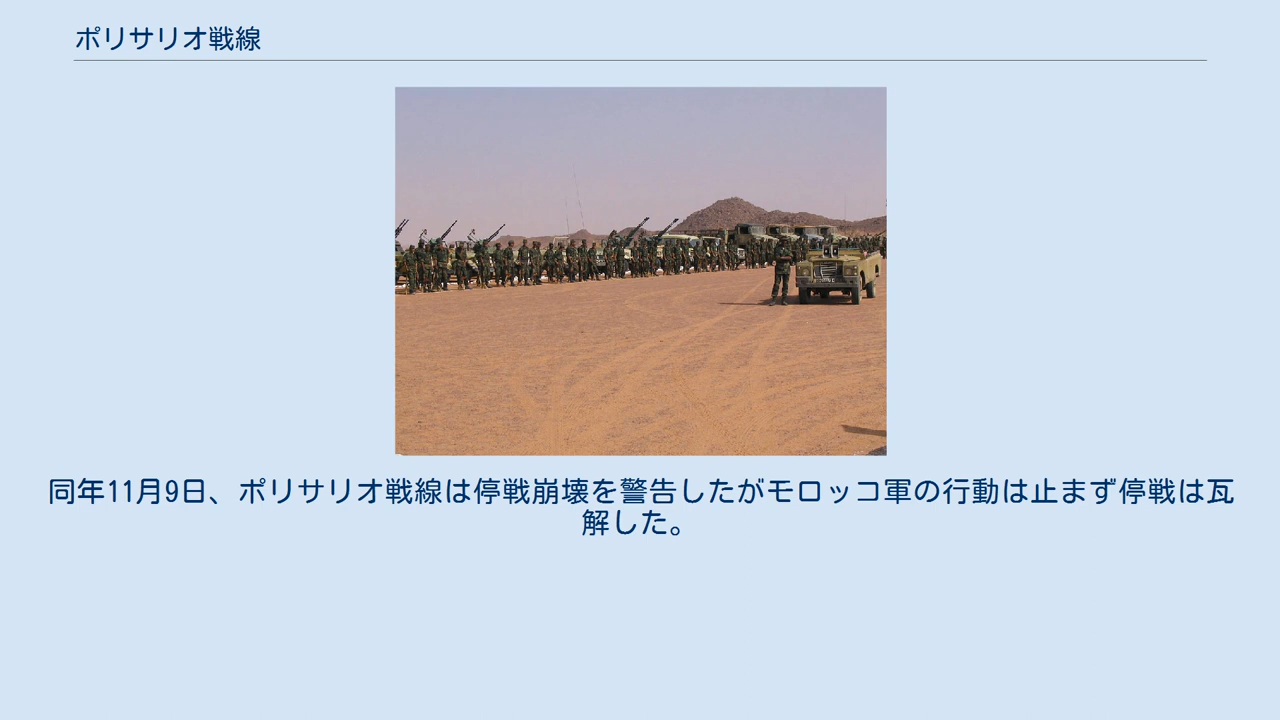 ポリサリオ戦線
同年11月9日、ポリサリオ戦線は停戦崩壊を警告したがモロッコ軍の行動は止まず停戦は瓦
解した。